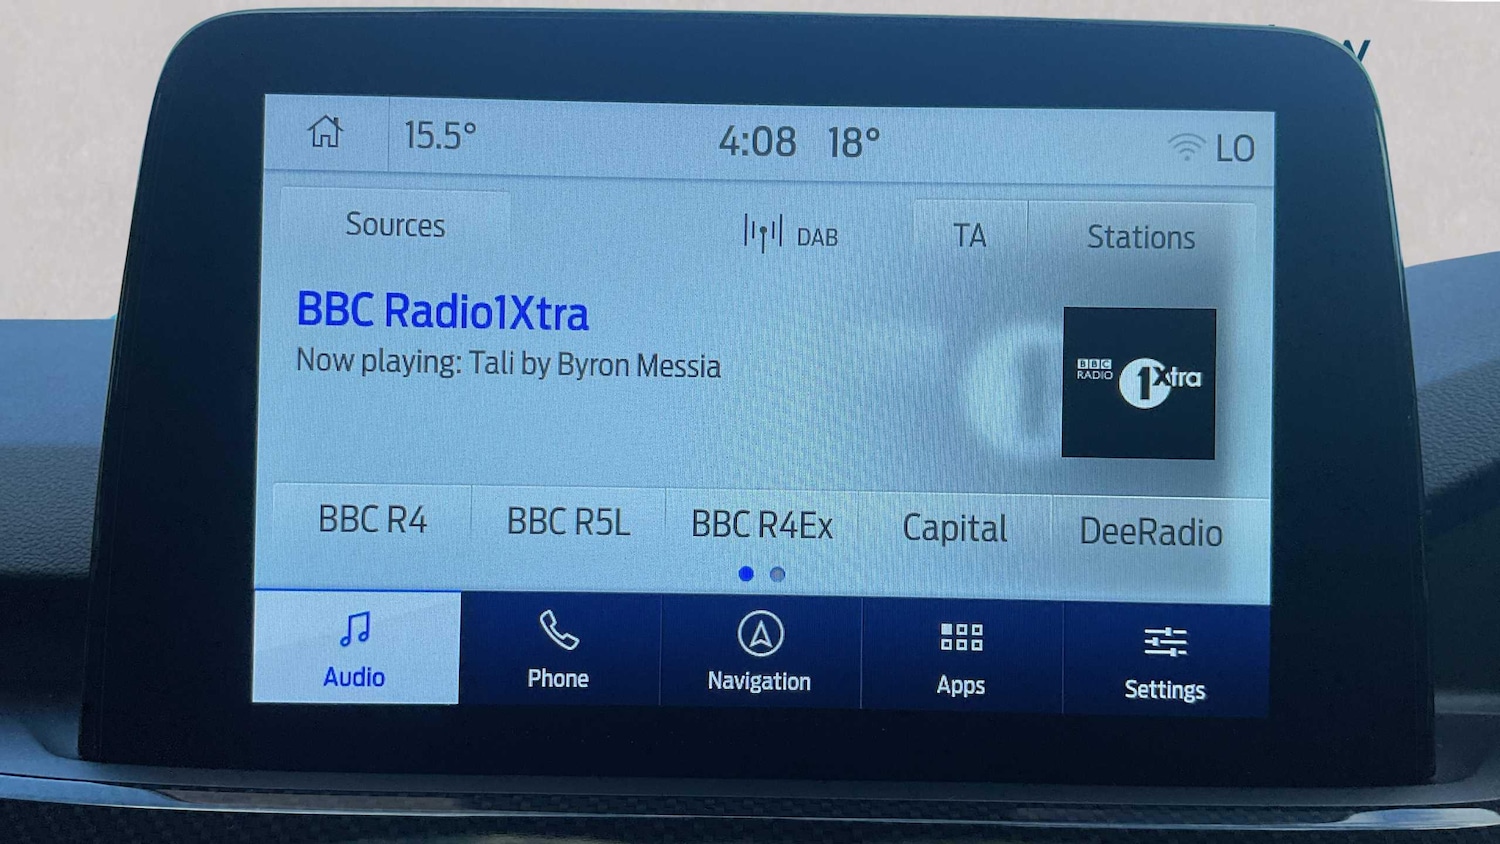 15.5° 4:08 18° LO
Sources DAB TA Stations
BBC Radio1Xtra
Now playing: Tali by Byron Messia
BBC
RADIO 1Xtra
BBC R4 BBC R5L BBC R4Ex Capital DeeRadio
Audio Phone Navigation Apps Settings